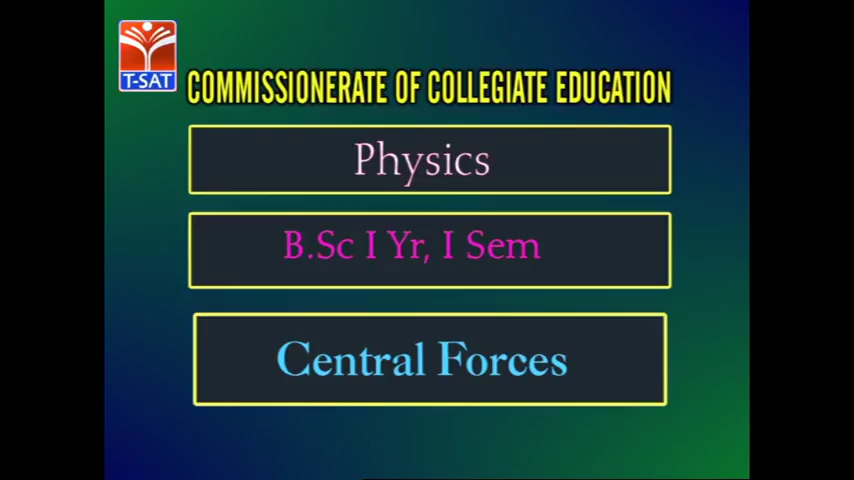 T-SAT
COMMISSIONERATE OF COLLEGIATE EDUCATION
Physics
B.Sc I Yr, I Sem
Central Forces